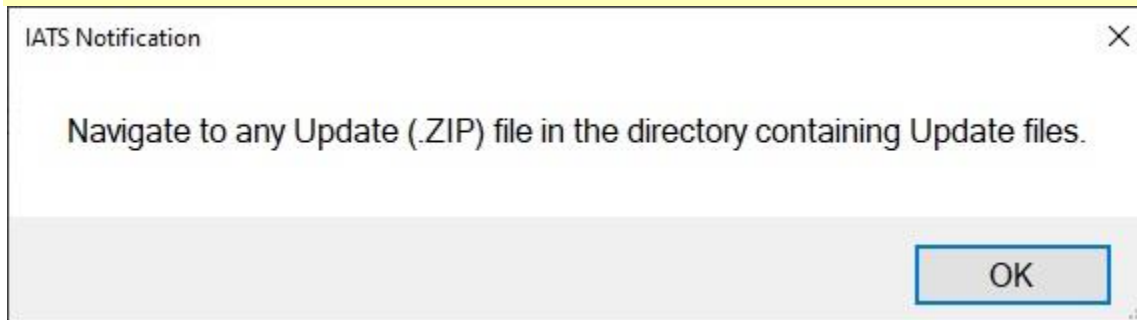 IATS Notification
Navigate to any Update (.ZIP) file in the directory containing Update files.
OK